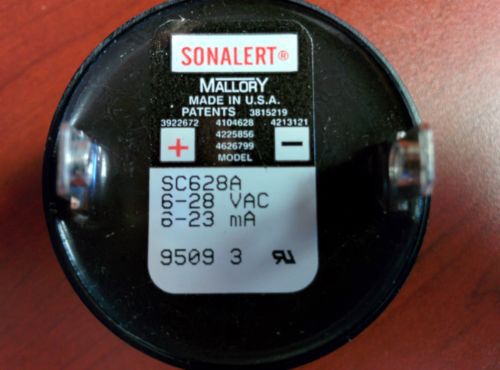 SONALERT®
MALLORY
MADE IN U.S.A.
PATENTS 3815219
3922672 4104628 4213121
4225856
4626799
+ MODEL −
SC628A
6-28 VAC
6-23 mA
9509 3 RU